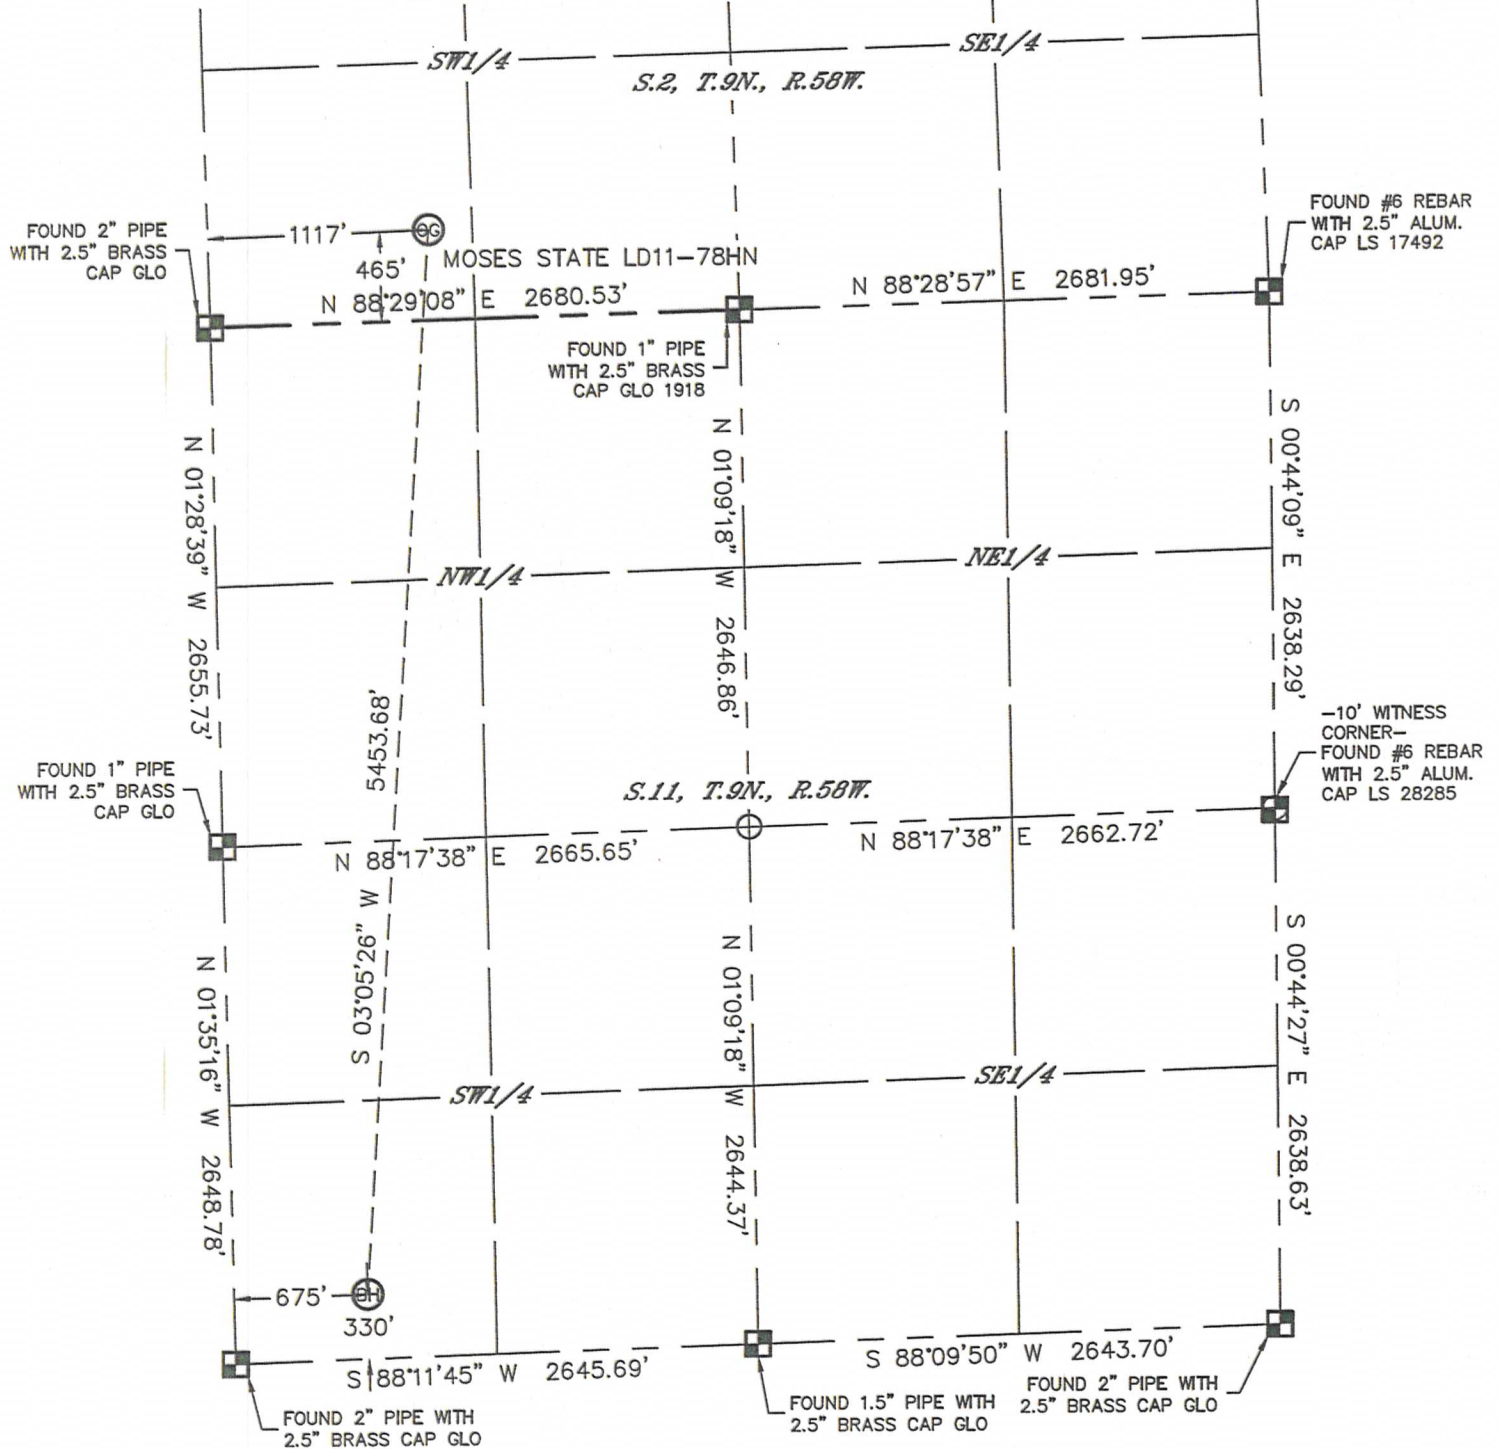 SW1/4
SE1/4
S.2, T.9N., R.58W.
FOUND 2" PIPE
WITH 2.5" BRASS
CAP GLO
1117'
OG
465'
MOSES STATE LD11-78HN
FOUND #6 REBAR
WITH 2.5" ALUM.
CAP LS 17492
N 88°29'08" E 2680.53'
N 88°28'57" E 2681.95'
FOUND 1" PIPE
WITH 2.5" BRASS
CAP GLO 1918
N 01°28'39" W 2655.73'
N 01°09'18" W 2646.86'
S 00°44'09" E 2638.29'
NW1/4
NE1/4
5453.68'
S 03°05'26" W
-10' WITNESS
CORNER-
FOUND #6 REBAR
WITH 2.5" ALUM.
CAP LS 28285
FOUND 1" PIPE
WITH 2.5" BRASS
CAP GLO
S.11, T.9N., R.58W.
N 88°17'38" E 2665.65'
N 88°17'38" E 2662.72'
N 01°35'16" W 2648.78'
N 01°09'18" W 2644.37'
S 00°44'27" E 2638.63'
SW1/4
SE1/4
675'
BH
330'
S 88°11'45" W 2645.69'
S 88°09'50" W 2643.70'
FOUND 2" PIPE WITH
2.5" BRASS CAP GLO
FOUND 1.5" PIPE WITH
2.5" BRASS CAP GLO
FOUND 2" PIPE WITH
2.5" BRASS CAP GLO